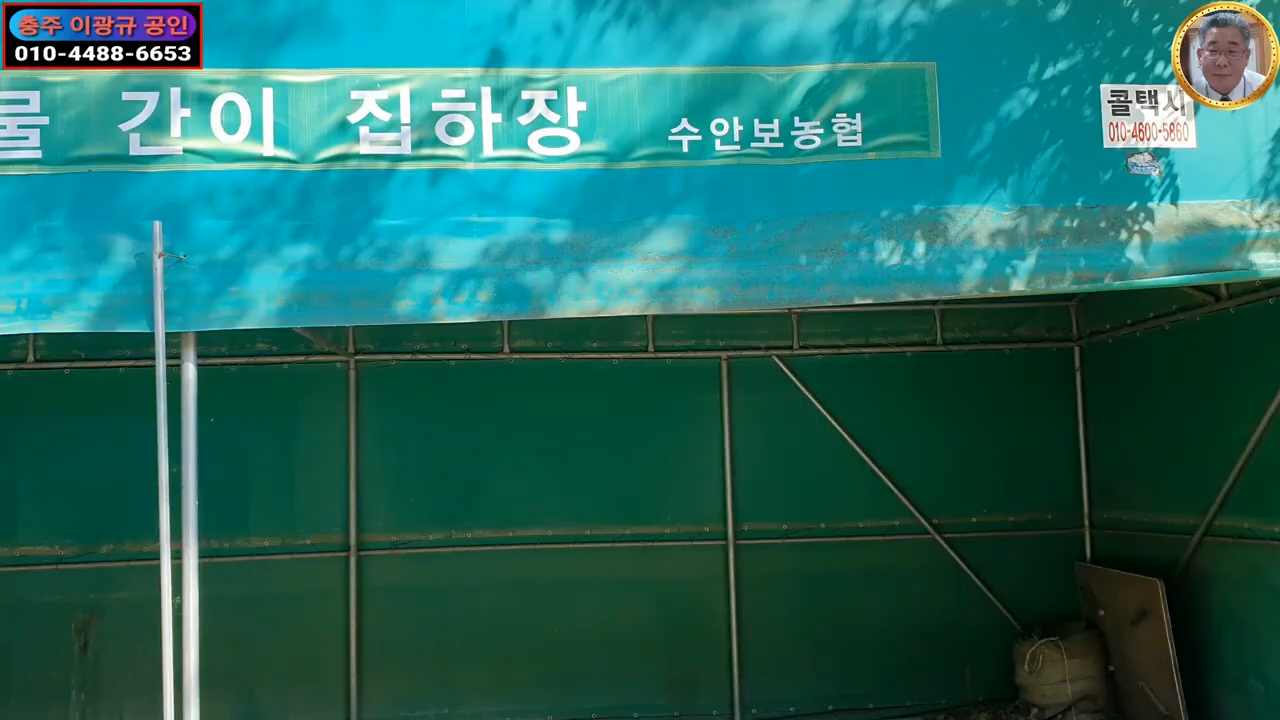 충주 이광규 공인
010-4488-6653
물 간이 집하장 수안보농협
콜택시
010-4600-5860